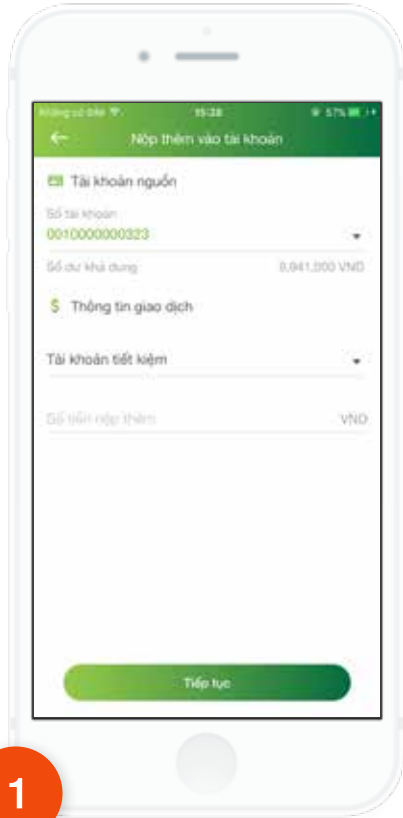 Không có SIM 15:28 57%
Nộp thêm vào tài khoản
Tài khoản nguồn
Số tài khoản
0010000000323
Số dư khả dụng 9,941,000 VND
$ Thông tin giao dịch
Tài khoản tiết kiệm
Số tiền nộp thêm VND
Tiếp tục
1